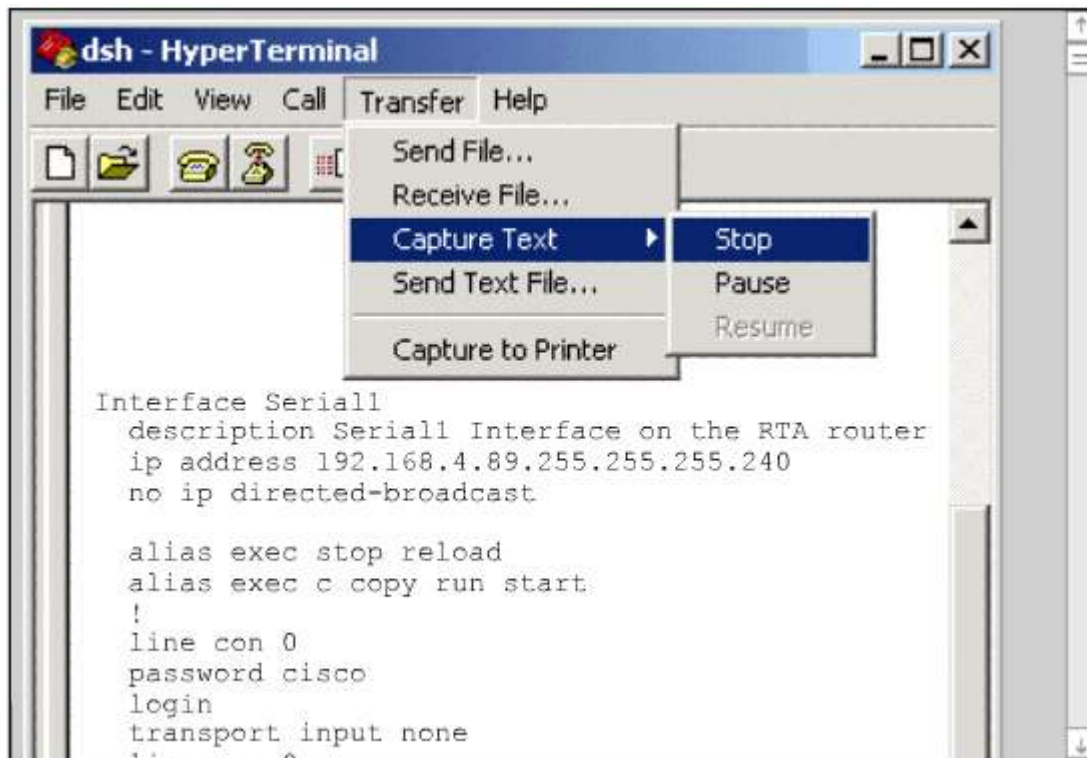 dsh - HyperTerminal
File Edit View Call Transfer Help
Send File...
Receive File...
Capture Text
Stop
Send Text File...
Pause
Resume
Capture to Printer
Interface Serial1
description Serial1 Interface on the RTA router
ip address 192.168.4.89.255.255.255.240
no ip directed-broadcast
alias exec stop reload
alias exec c copy run start
!
line con 0
password cisco
login
transport input none